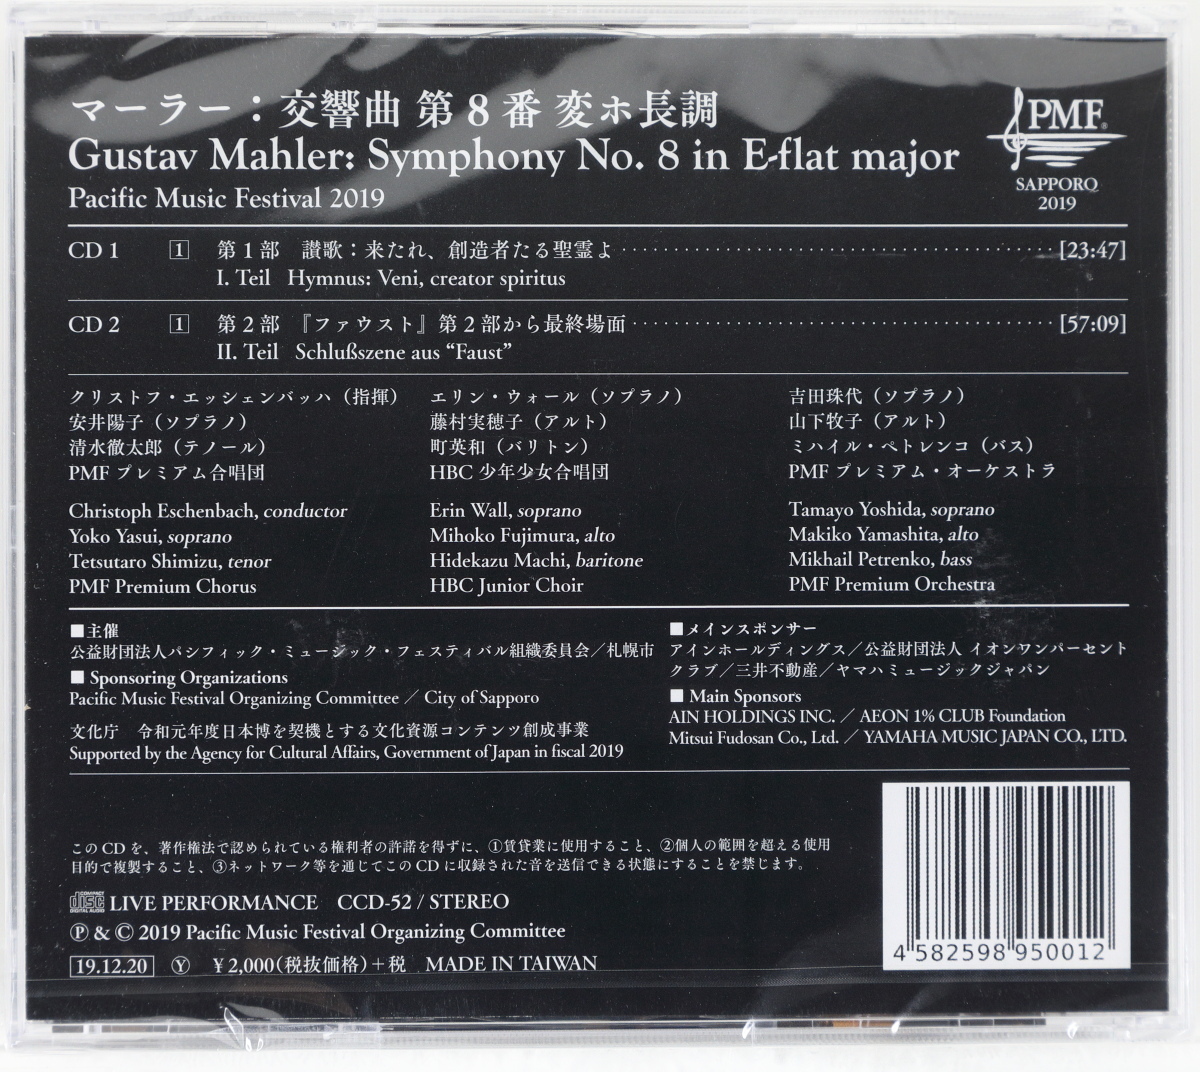 マーラー：交響曲 第 8 番 変ホ長調
Gustav Mahler: Symphony No. 8 in E-flat major
Pacific Music Festival 2019
PMF®
SAPPORO
2019
CD 1 1 第 1 部 讃歌：来たれ、創造者たる聖霊よ [23:47]
I. Teil Hymnus: Veni, creator spiritus
CD 2 1 第 2 部 『ファウスト』第 2 部から最終場面 [57:09]
II. Teil Schlußszene aus “Faust”
クリストフ・エッシェンバッハ（指揮） エリン・ウォール（ソプラノ） 吉田珠代（ソプラノ）
安井陽子（ソプラノ） 藤村実穂子（アルト） 山下牧子（アルト）
清水徹太郎（テノール） 町英和（バリトン） ミハイル・ペトレンコ（バス）
PMF プレミアム合唱団 HBC 少年少女合唱団 PMF プレミアム・オーケストラ
Christoph Eschenbach, conductor Erin Wall, soprano Tamayo Yoshida, soprano
Yoko Yasui, soprano Mihoko Fujimura, alto Makiko Yamashita, alto
Tetsutaro Shimizu, tenor Hidekazu Machi, baritone Mikhail Petrenko, bass
PMF Premium Chorus HBC Junior Choir PMF Premium Orchestra
■主催
公益財団法人パシフィック・ミュージック・フェスティバル組織委員会／札幌市
■ Sponsoring Organizations
Pacific Music Festival Organizing Committee ／ City of Sapporo
文化庁 令和元年度日本博を契機とする文化資源コンテンツ創成事業
Supported by the Agency for Cultural Affairs, Government of Japan in fiscal 2019
■メインスポンサー
アインホールディングス／公益財団法人 イオンワンパーセント
クラブ／三井不動産／ヤマハミュージックジャパン
■ Main Sponsors
AIN HOLDINGS INC. ／ AEON 1% CLUB Foundation
Mitsui Fudosan Co., Ltd. ／ YAMAHA MUSIC JAPAN CO., LTD.
この CD を、著作権法で認められている権利者の許諾を得ずに、①賃貸業に使用すること、②個人の範囲を超える使用
目的で複製すること、③ネットワーク等を通じてこの CD に収録された音を送信できる状態にすることを禁じます。
COMPACT disc DIGITAL AUDIO LIVE PERFORMANCE CCD-52 / STEREO
Ⓟ & © 2019 Pacific Music Festival Organizing Committee
19.12.20 Ⓨ ￥2,000(税抜価格)＋税 MADE IN TAIWAN
4 582598 950012